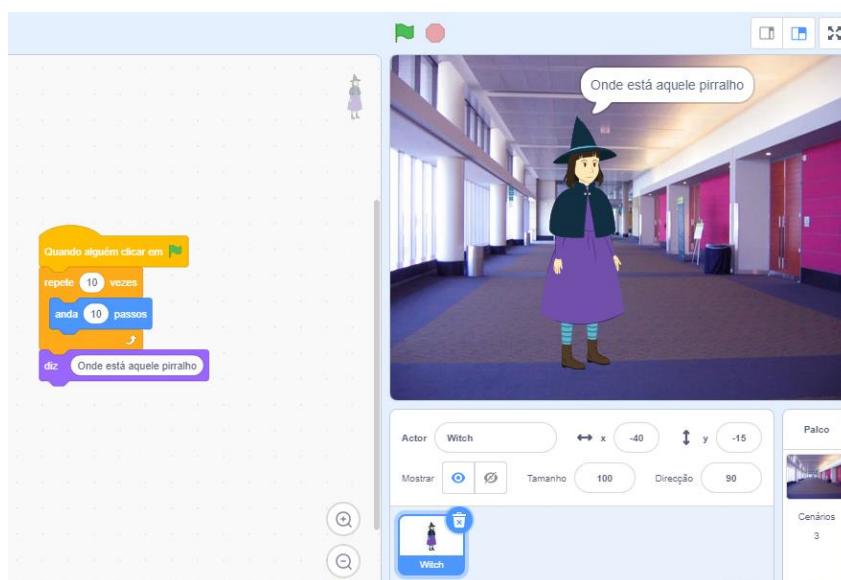 Onde está aquele pirralho
Quando alguém clicar em
repete 10 vezes
anda 10 passos
diz Onde está aquele pirralho
Actor Witch x -40 y -15
Mostrar Tamanho 100 Direcção 90
Witch
Palco
Cenários
3